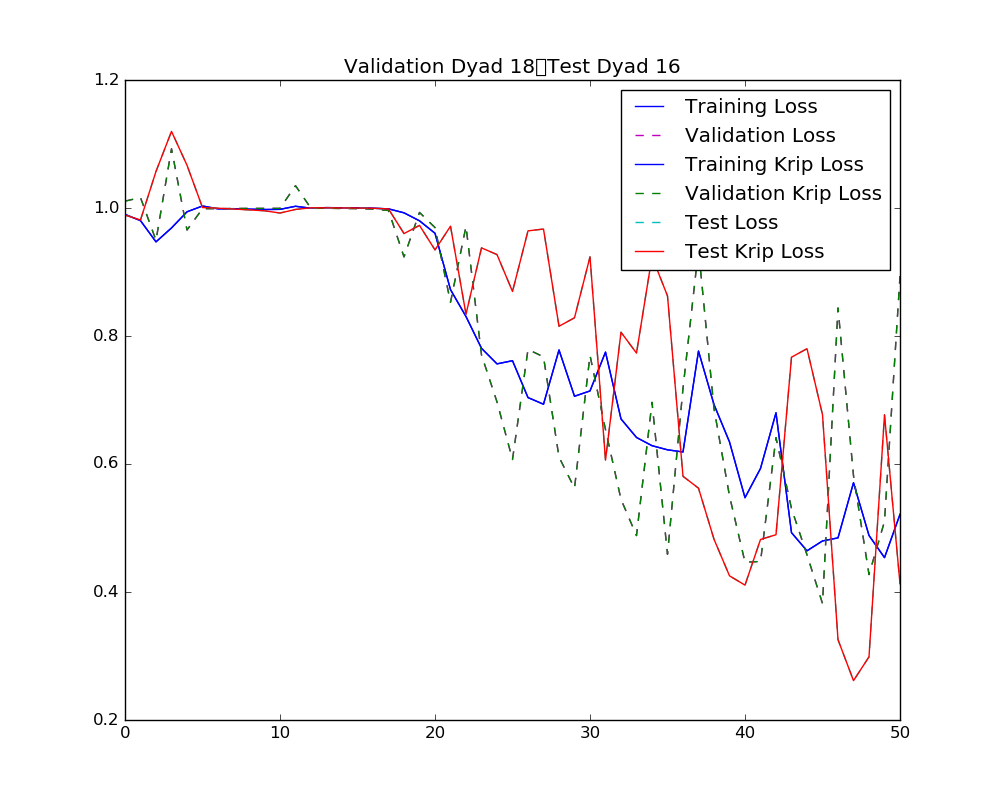 Validation Dyad 18▯Test Dyad 16
1.2
1.0
0.8
0.6
0.4
0.2
Training Loss
Validation Loss
Training Krip Loss
Validation Krip Loss
Test Loss
Test Krip Loss
0 10 20 30 40 50